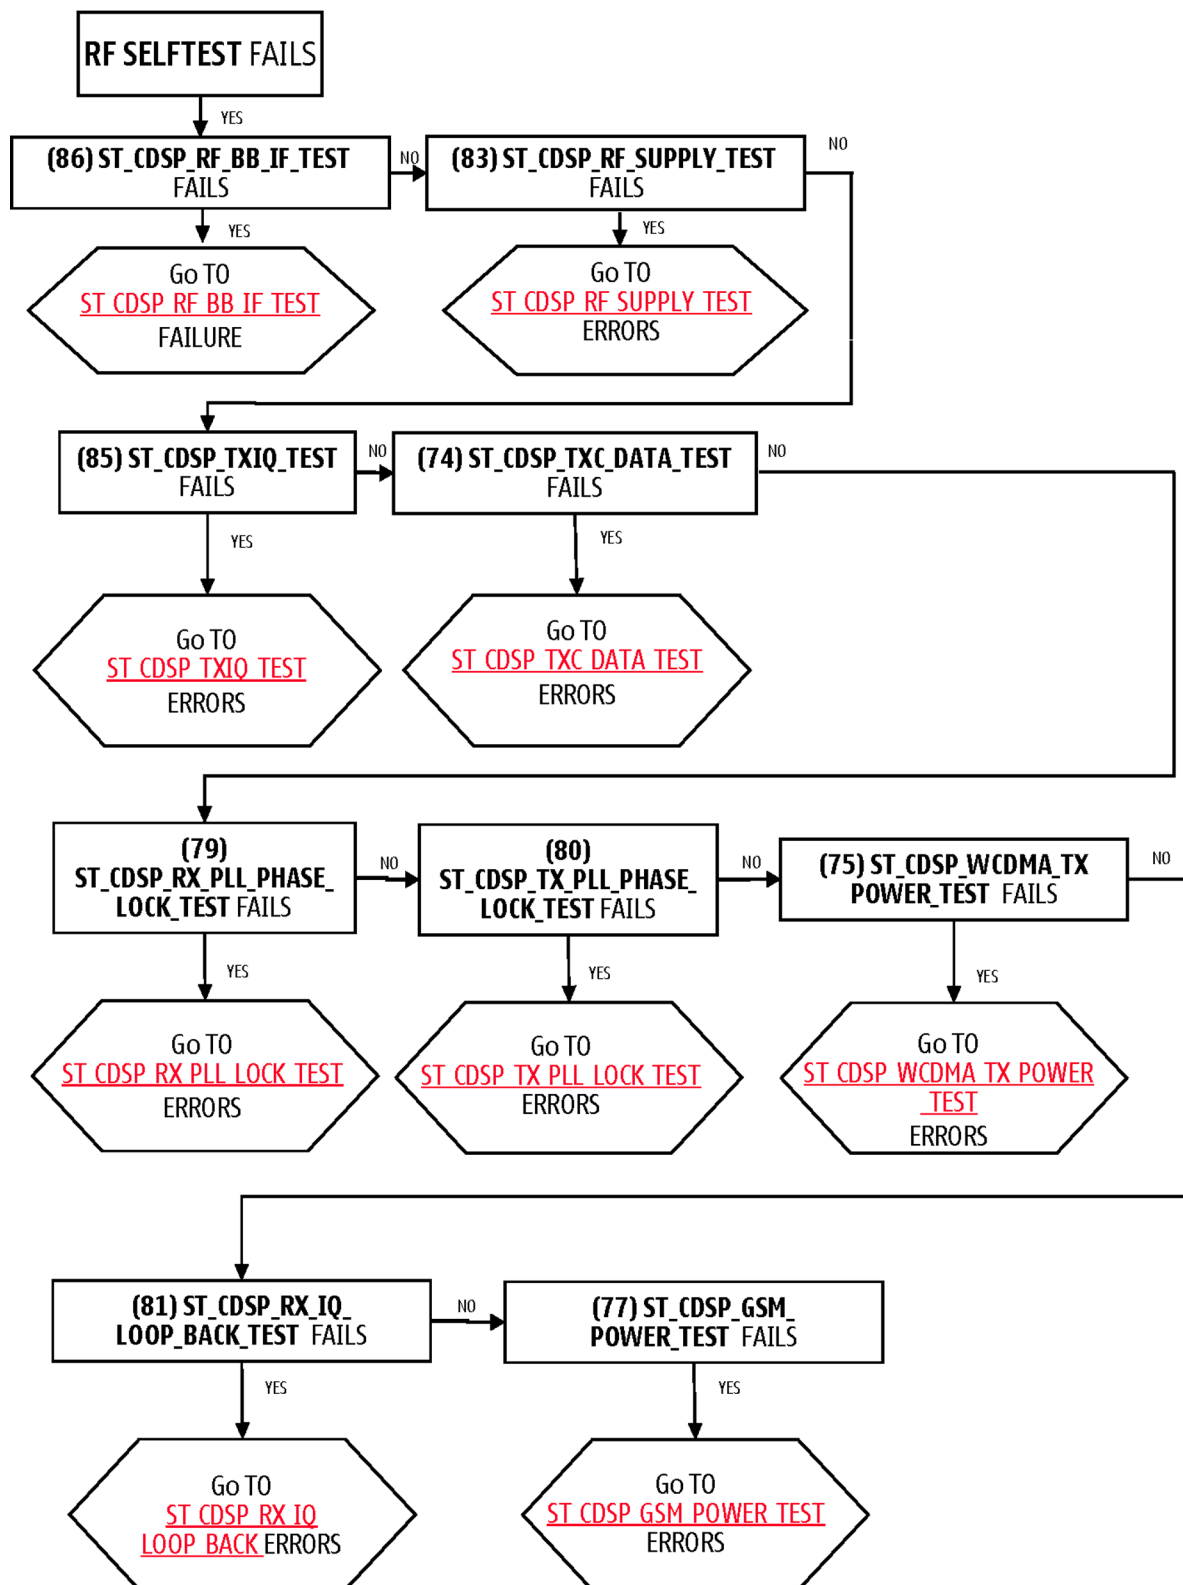 RF SELFTEST FAILS
YES
(86) ST_CDSP_RF_BB_IF_TEST
FAILS
NO
(83) ST_CDSP_RF_SUPPLY_TEST
FAILS
NO
YES
YES
Go TO
ST CDSP RF BB IF TEST
FAILURE
Go TO
ST CDSP RF SUPPLY TEST
ERRORS
(85) ST_CDSP_TXIQ_TEST
FAILS
NO
(74) ST_CDSP_TXC_DATA_TEST
FAILS
NO
YES
YES
Go TO
ST CDSP TXIQ TEST
ERRORS
Go TO
ST CDSP TXC DATA TEST
ERRORS
(79)
ST_CDSP_RX_PLL_PHASE_
LOCK_TEST FAILS
NO
(80)
ST_CDSP_TX_PLL_PHASE_
LOCK_TEST FAILS
NO
(75) ST_CDSP_WCDMA_TX
POWER_TEST FAILS
NO
YES
YES
YES
Go TO
ST CDSP RX PLL LOCK TEST
ERRORS
Go TO
ST CDSP TX PLL LOCK TEST
ERRORS
Go TO
ST CDSP WCDMA TX POWER
_TEST
ERRORS
(81) ST_CDSP_RX_IQ_
LOOP_BACK_TEST FAILS
NO
(77) ST_CDSP_GSM_
POWER_TEST FAILS
YES
YES
Go TO
ST CDSP RX IQ
LOOP BACK ERRORS
Go TO
ST CDSP GSM POWER TEST
ERRORS